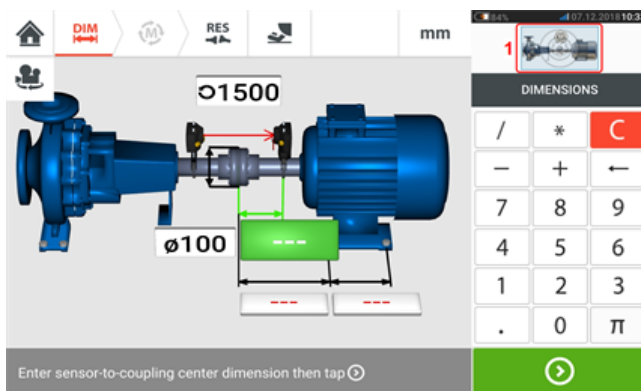 DIM
M
RES
mm
84%
07.12.2018 10:33
1
DIMENSIONS
1500
ø100
---
---
---
/ * C
− + ←
7 8 9
4 5 6
1 2 3
. 0 π
Enter sensor-to-coupling center dimension then tap